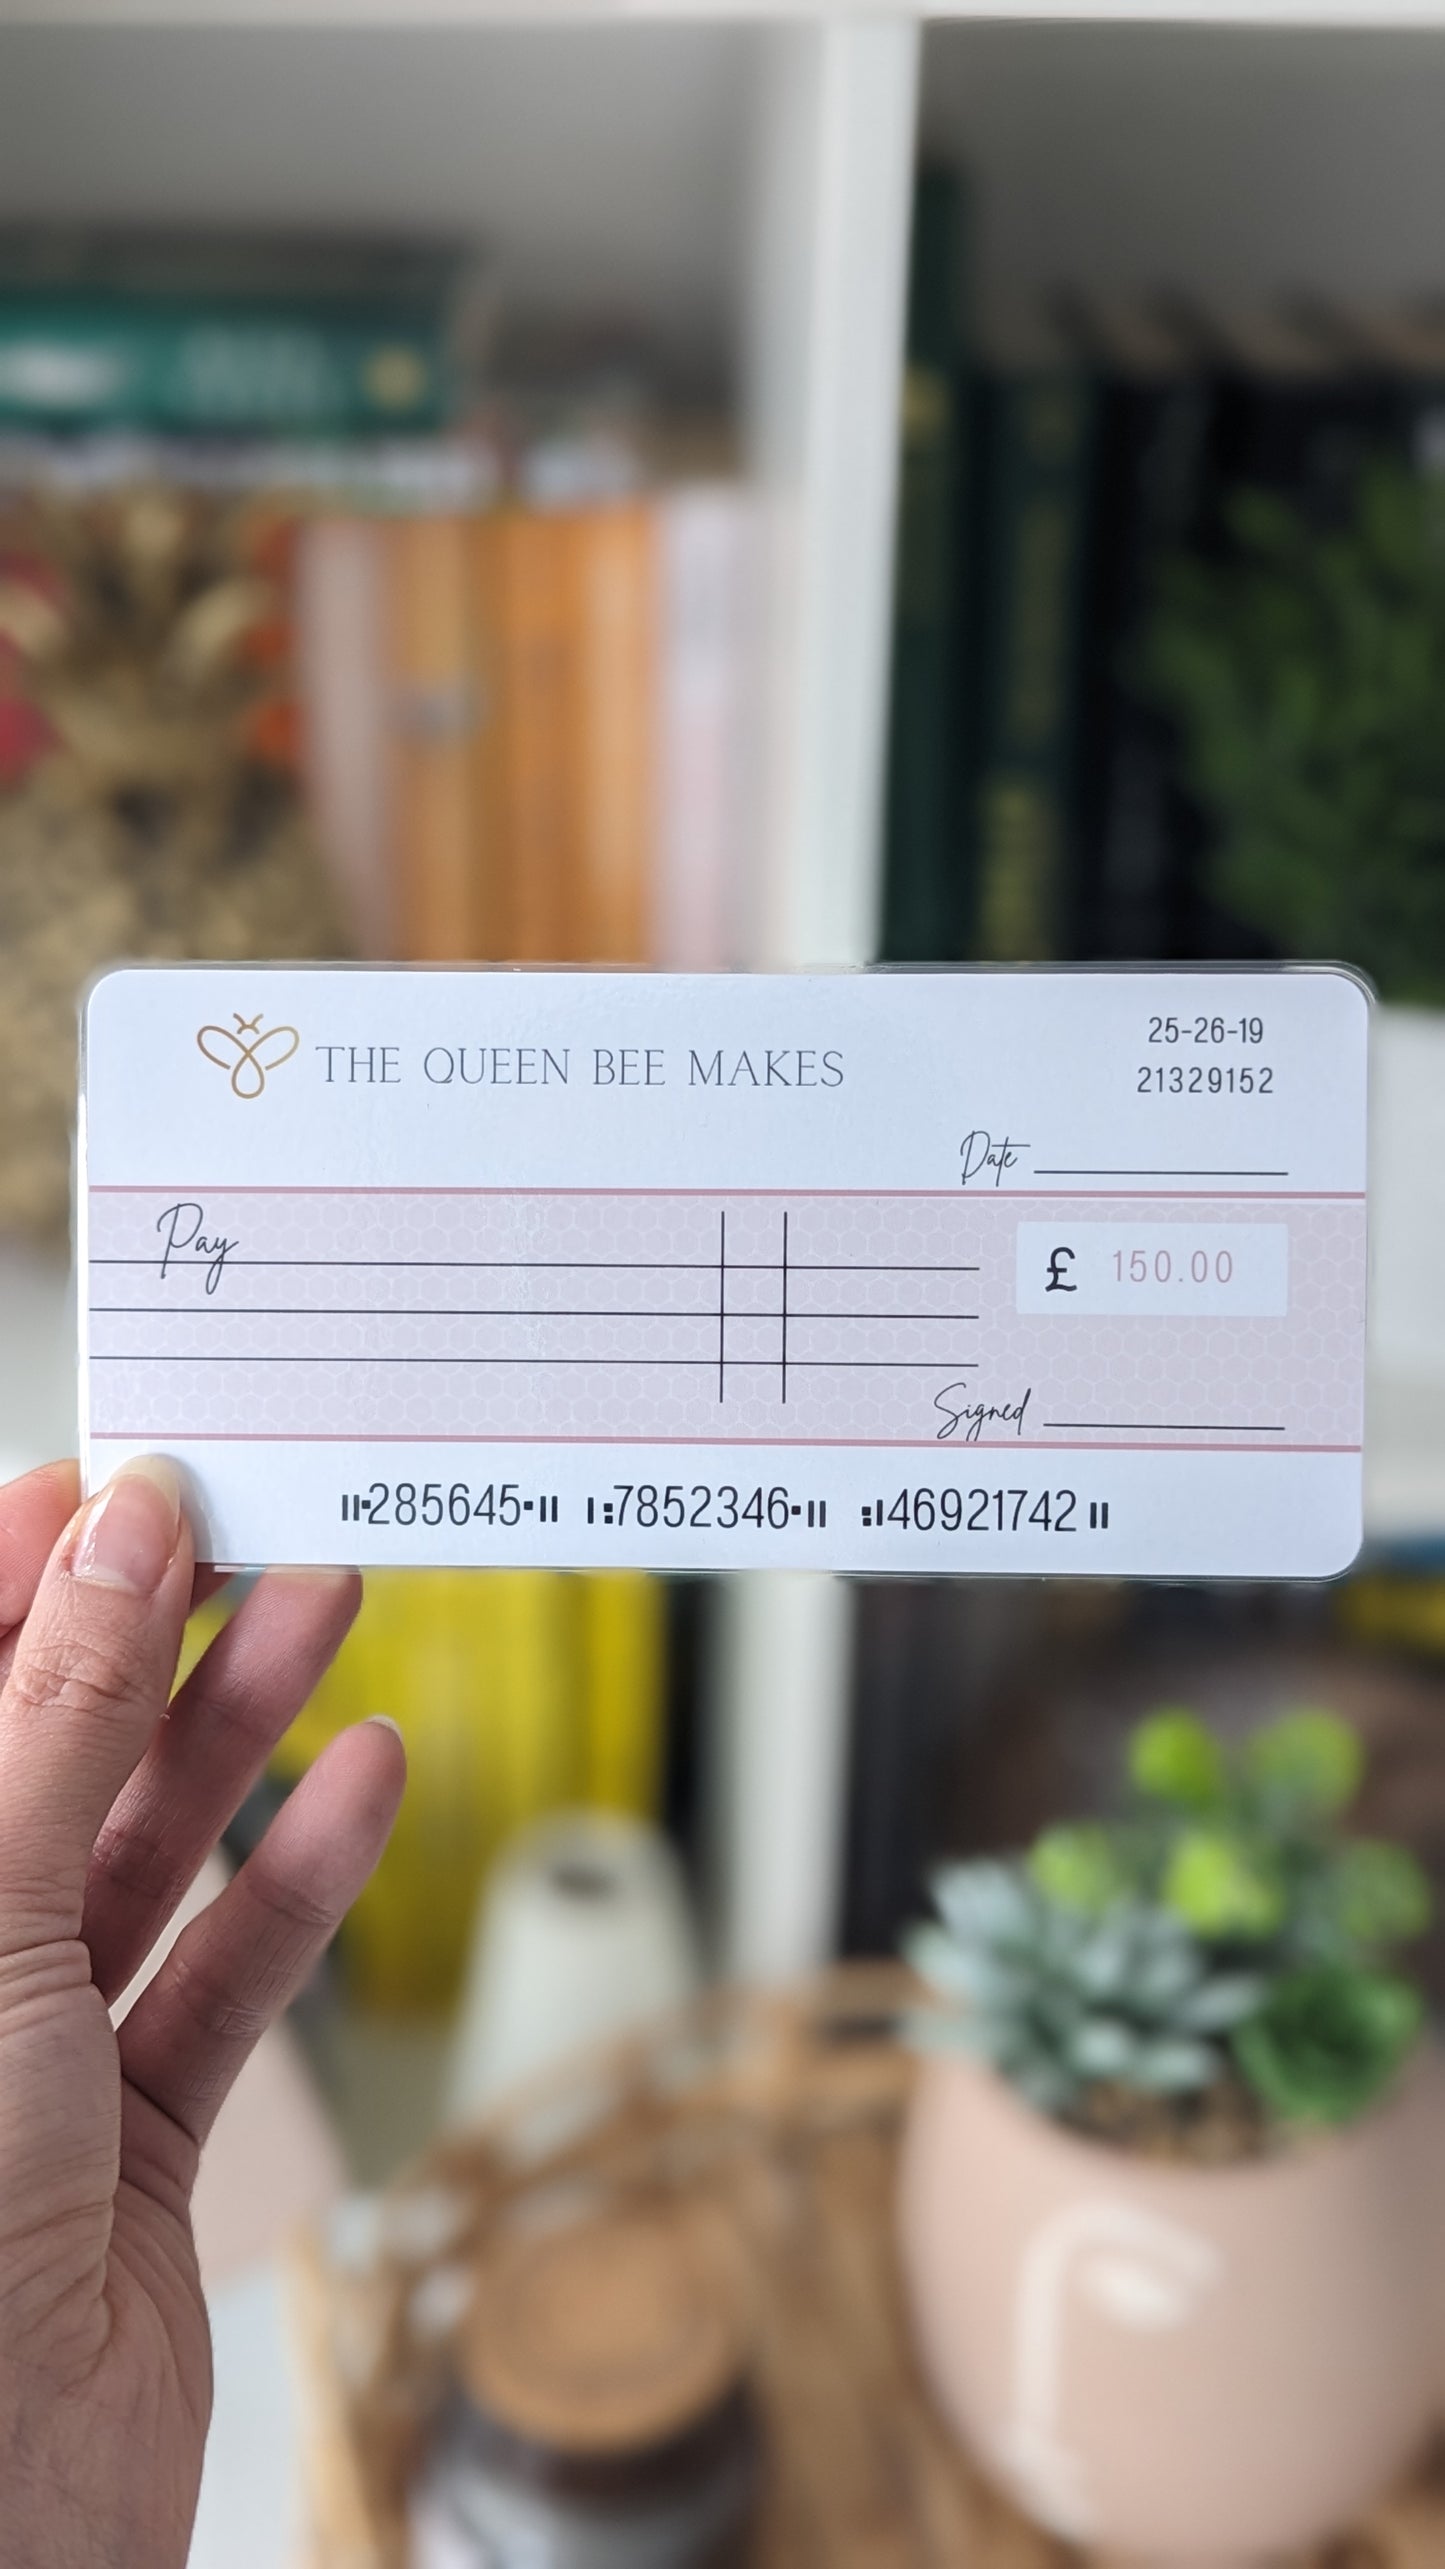 THE QUEEN BEE MAKES
25-26-19
21329152
Date
Pay
£ 150.00
Signed
285645 7852346 46921742